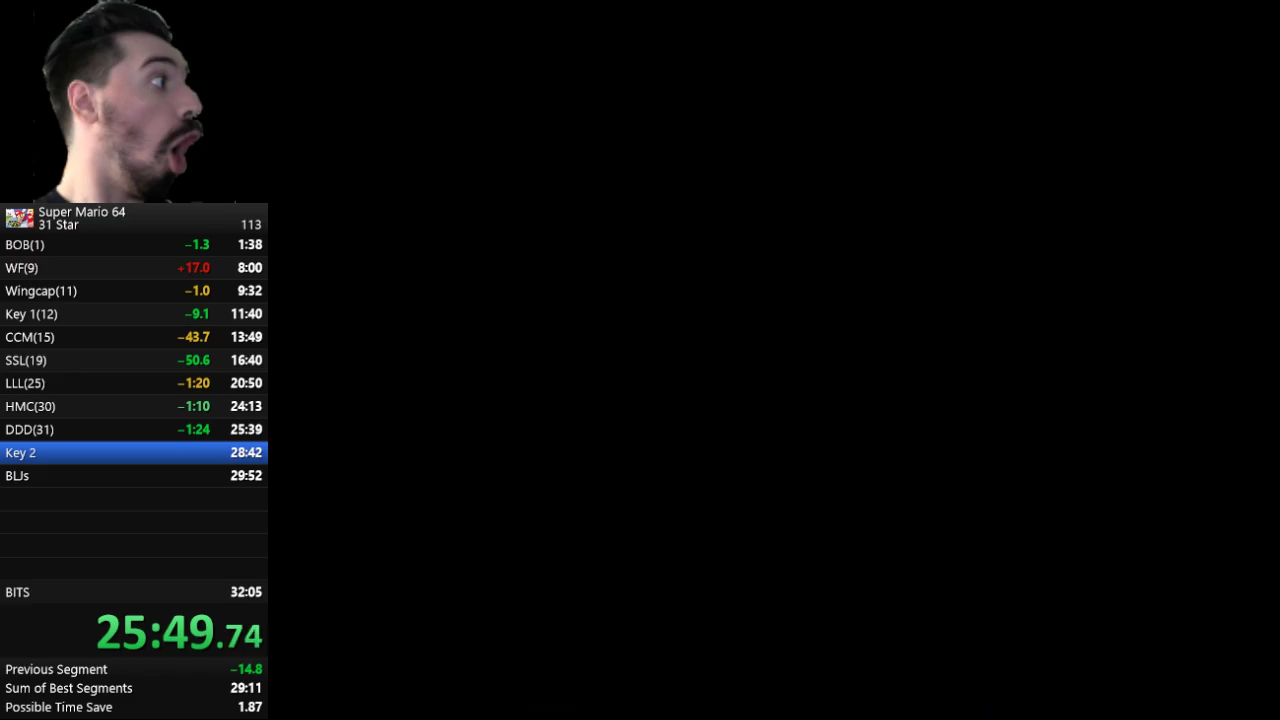 Super Mario 64
31 Star 113
BOB(1) −1.3 1:38
WF(9) +17.0 8:00
Wingcap(11) −1.0 9:32
Key 1(12) −9.1 11:40
CCM(15) −43.7 13:49
SSL(19) −50.6 16:40
LLL(25) −1:20 20:50
HMC(30) −1:10 24:13
DDD(31) −1:24 25:39
Key 2 28:42
BLJs 29:52
BITS 32:05
25:49.74
Previous Segment −14.8
Sum of Best Segments 29:11
Possible Time Save 1.87